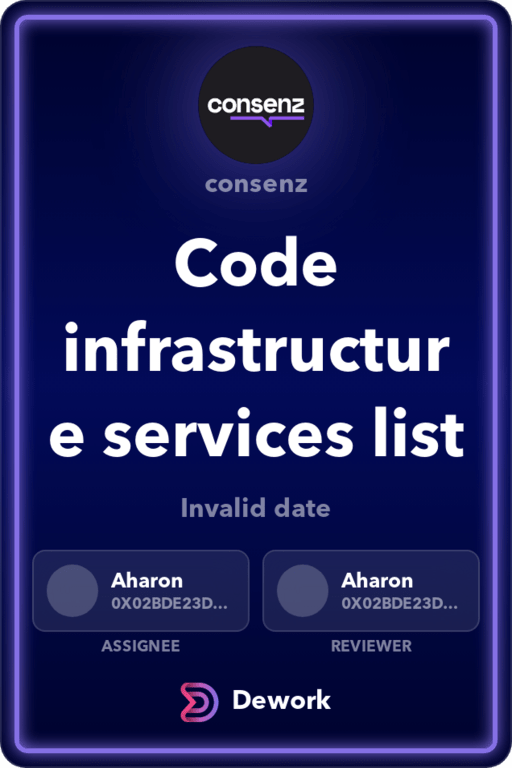 consenz
consenz
Code
infrastructur
e services list
Invalid date
Aharon
0X02BDE23D...
Aharon
0X02BDE23D...
ASSIGNEE
REVIEWER
Dework